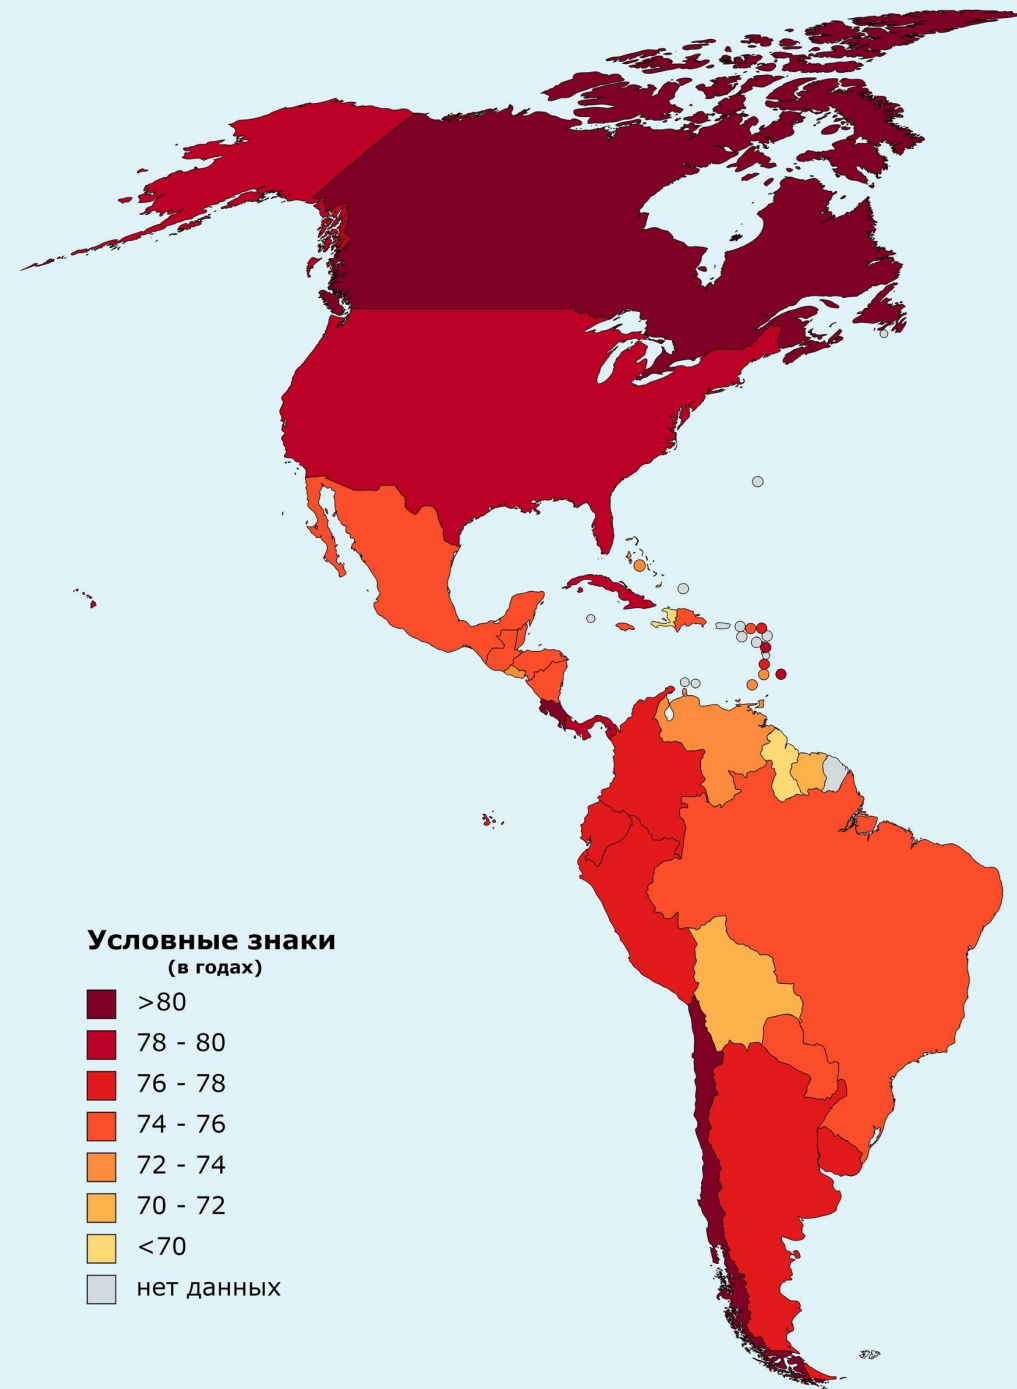 Условные знаки
(в годах)
>80
78 - 80
76 - 78
74 - 76
72 - 74
70 - 72
<70
нет данных